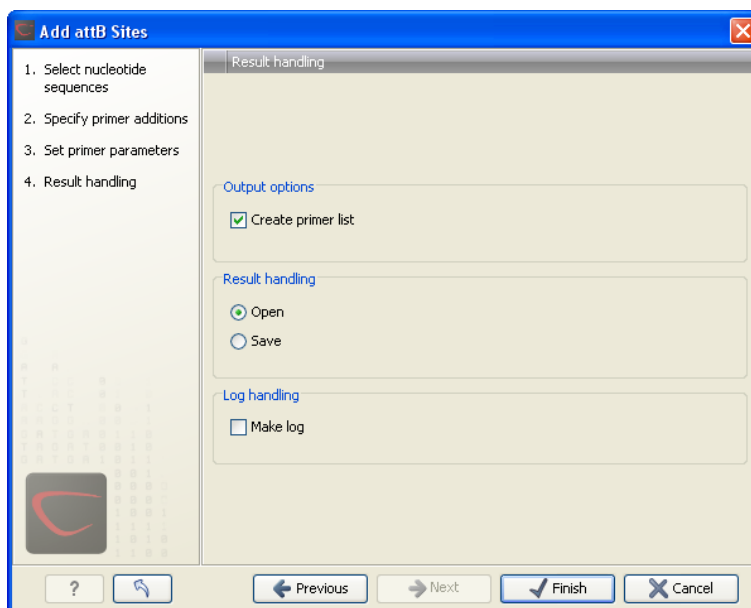 Add attB Sites
1. Select nucleotide
sequences
2. Specify primer additions
3. Set primer parameters
4. Result handling
Result handling
Output options
Create primer list
Result handling
Open
Save
Log handling
Make log
?
Previous
Next
Finish
Cancel